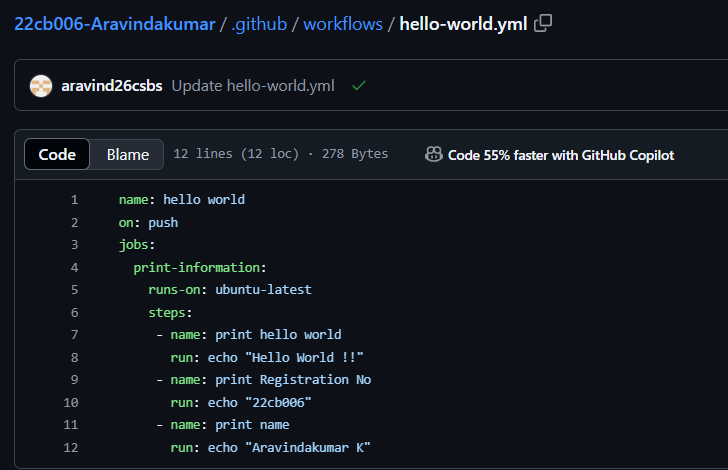 22cb006-Aravindakumar / .github / workflows / hello-world.yml
aravind26csbs Update hello-world.yml
Code Blame 12 lines (12 loc) · 278 Bytes Code 55% faster with GitHub Copilot
1 name: hello world
2 on: push
3 jobs:
4 print-information:
5 runs-on: ubuntu-latest
6 steps:
7 - name: print hello world
8 run: echo "Hello World !!"
9 - name: print Registration No
10 run: echo "22cb006"
11 - name: print name
12 run: echo "Aravindakumar K"